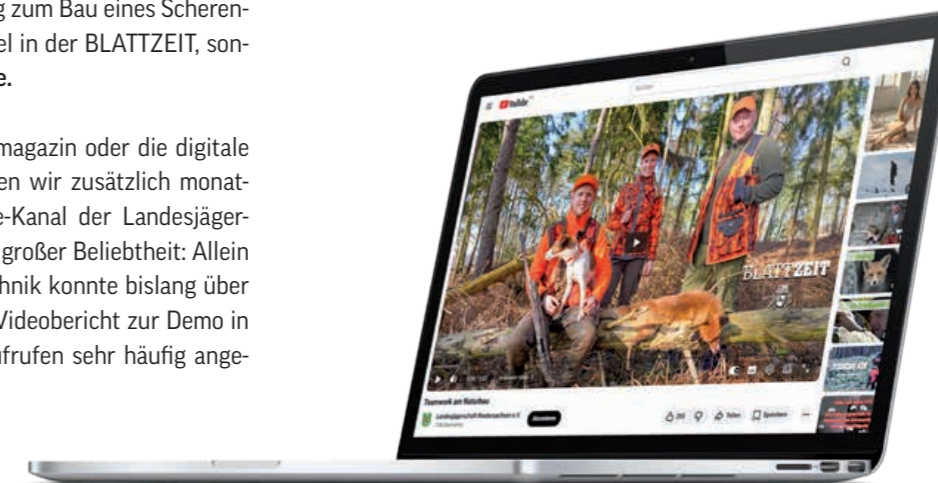 g zum Bau eines Scheren-
el in der BLATTZEIT, son-
e.
magazin oder die digitale
en wir zusätzlich monat-
e-Kanal der Landesjäger-
großer Beliebtheit: Allein
hnik konnte bislang über
Videobericht zur Demo in
ufrufen sehr häufig ange-
YouTube
BLATTZEIT
Teamwork am Naturbau
Landesjägerschaft Niedersachsen e.V.
Abonnieren
Teilen
Speichern